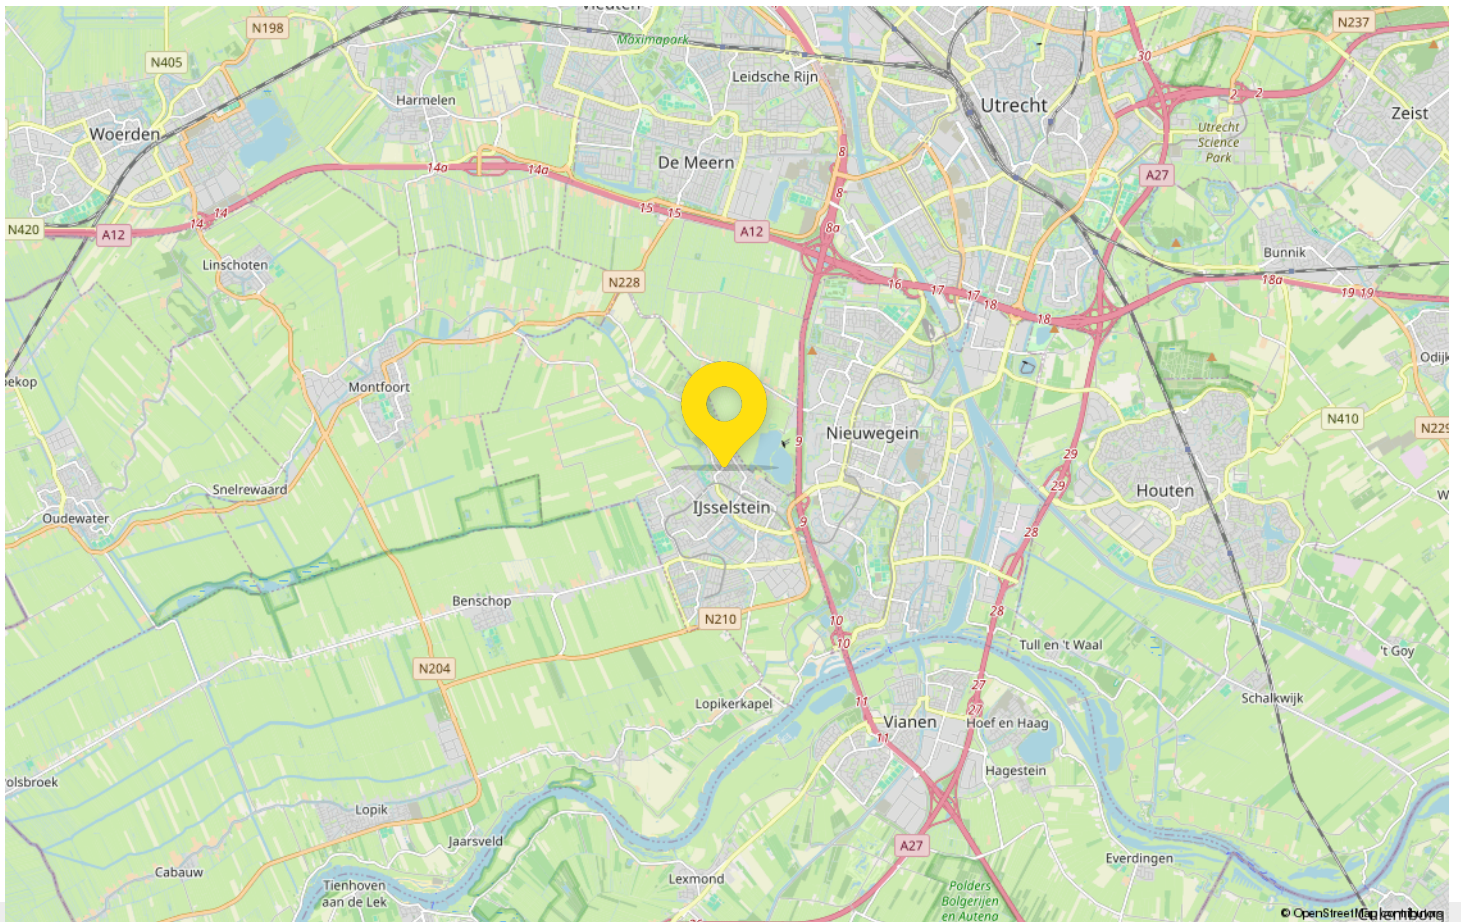 Vleuten
N198
N237
Maximapark
N405
Leidsche Rijn
30
Harmelen
2
2
Utrecht
Zeist
Woerden
Utrecht
Science
Park
8
De Meern
14a
14a
A27
8
15
15
14
14
N420
A12
A12
8a
Bunnik
Linschoten
N228
16
17
17
18
18
18a
19
19
Odijk
Montfoort
N410
N229
Nieuwegein
9
29
29
Snelrewaard
Houten
Oudewater
IJsselstein
9
28
Benschop
28
N210
10
10
Tull en 't Waal
't Goy
N204
27
27
Schalkwijk
Lopikerkapel
11
11
Vianen
Hoef en Haag
Hagestein
olsbroek
Lopik
Jaarsveld
A27
Everdingen
Cabauw
Lexmond
Tienhoven
aan de Lek
Polders
Bolgerijen
en Autena
© OpenStreetMap contributors
Culemborg